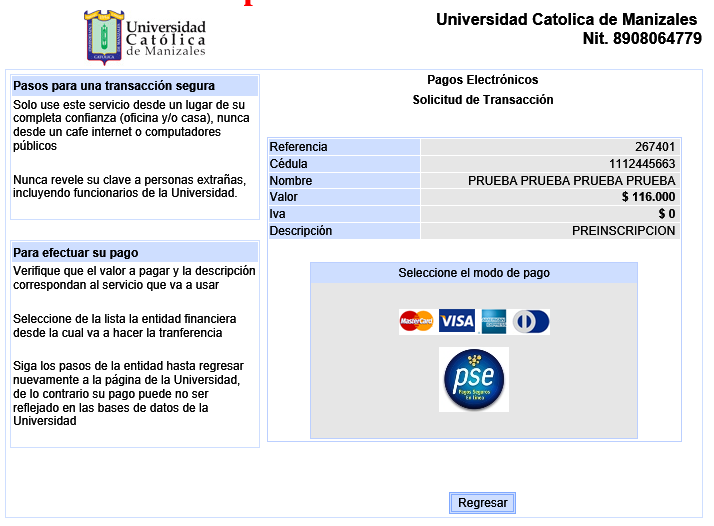 Universidad
Católica
de Manizales
Universidad Catolica de Manizales
Nit. 8908064779
Pasos para una transacción segura
Solo use este servicio desde un lugar de su
completa confianza (oficina y/o casa), nunca
desde un cafe internet o computadores
públicos
Nunca revele su clave a personas extrañas,
incluyendo funcionarios de la Universidad.
Para efectuar su pago
Verifique que el valor a pagar y la descripción
correspondan al servicio que va a usar
Seleccione de la lista la entidad financiera
desde la cual va a hacer la tranferencia
Siga los pasos de la entidad hasta regresar
nuevamente a la página de la Universidad,
de lo contrario su pago puede no ser
reflejado en las bases de datos de la
Universidad
Pagos Electrónicos
Solicitud de Transacción
Referencia 267401
Cédula 1112445663
Nombre PRUEBA PRUEBA PRUEBA PRUEBA
Valor $ 116.000
Iva $ 0
Descripción PREINSCRIPCION
Seleccione el modo de pago
MasterCard VISA
pse
Pagos Seguros
En Línea
Regresar